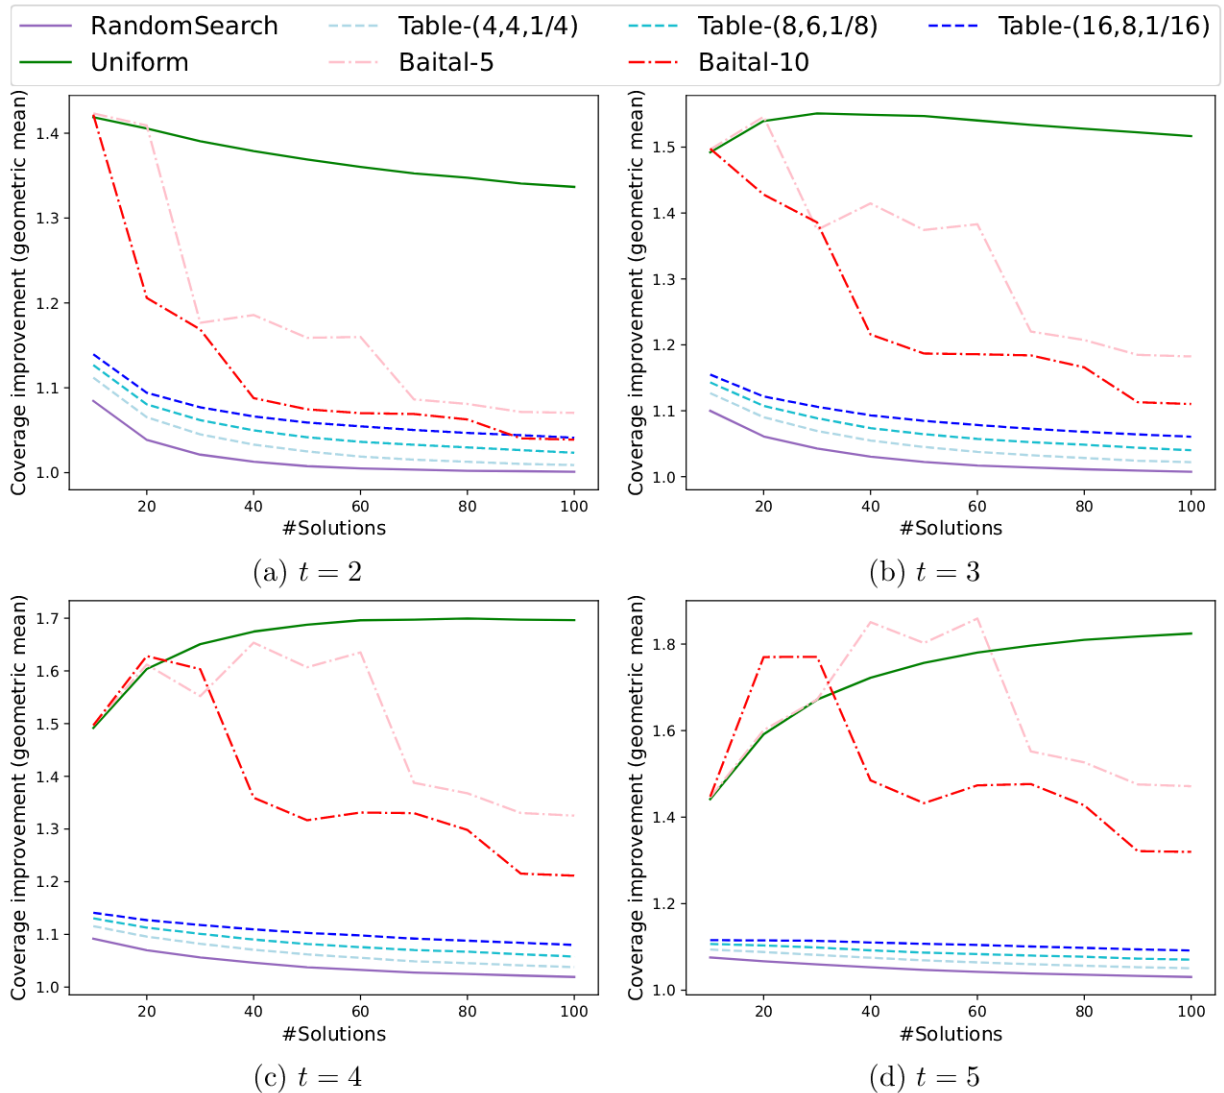 RandomSearch Table-(4,4,1/4) Table-(8,6,1/8) Table-(16,8,1/16)
Uniform Baital-5 Baital-10
Coverage improvement (geometric mean)
1.4
1.3
1.2
1.1
1.0
20 40 60 80 100
#Solutions
(a) t = 2
Coverage improvement (geometric mean)
1.5
1.4
1.3
1.2
1.1
1.0
20 40 60 80 100
#Solutions
(b) t = 3
Coverage improvement (geometric mean)
1.7
1.6
1.5
1.4
1.3
1.2
1.1
1.0
20 40 60 80 100
#Solutions
(c) t = 4
Coverage improvement (geometric mean)
1.8
1.6
1.4
1.2
1.0
20 40 60 80 100
#Solutions
(d) t = 5